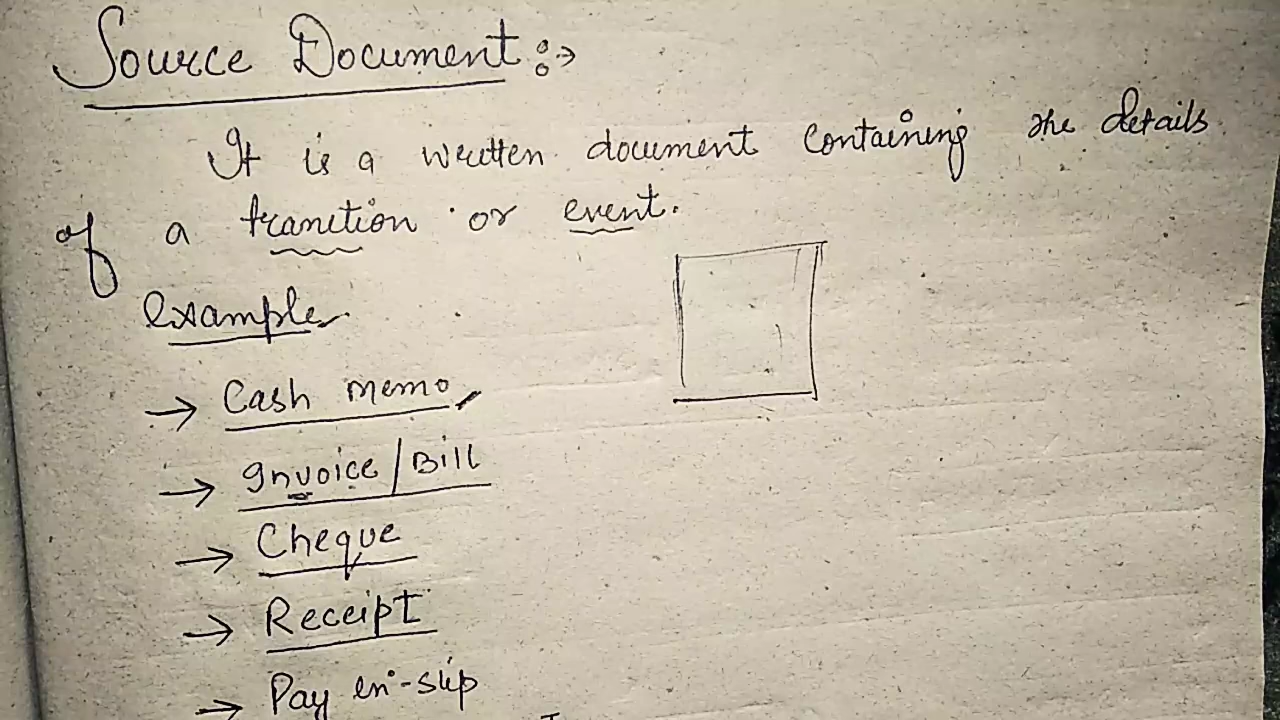 Source Document :→
It is a written document containing the details
of a tranction or event.
Example
→ Cash memo
→ Invoice/Bill
→ Cheque
→ Receipt
→ Pay in-slip